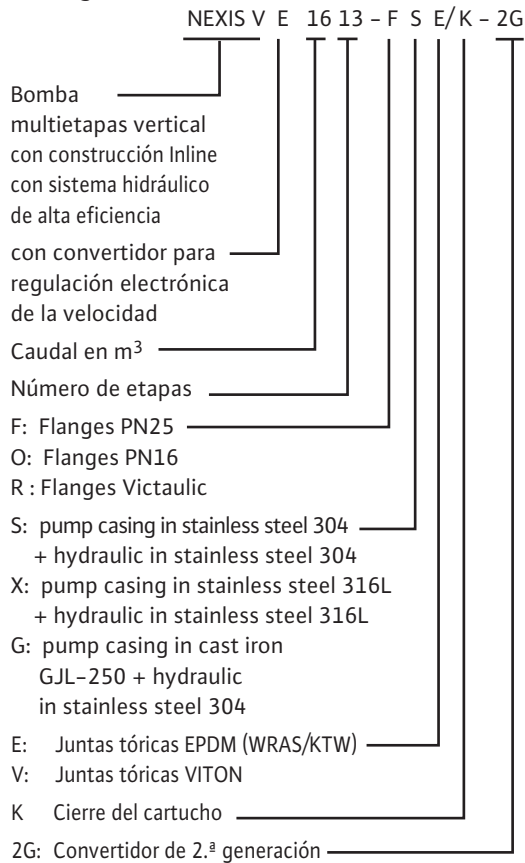 NEXIS V E 16 13 – F S E/ K – 2G
Bomba
multietapas vertical
con construcción Inline
con sistema hidráulico
de alta eficiencia
con convertidor para
regulación electrónica
de la velocidad
Caudal en m³
Número de etapas
F: Flanges PN25
O: Flanges PN16
R : Flanges Victaulic
S: pump casing in stainless steel 304
+ hydraulic in stainless steel 304
X: pump casing in stainless steel 316L
+ hydraulic in stainless steel 316L
G: pump casing in cast iron
GJL-250 + hydraulic
in stainless steel 304
E: Juntas tóricas EPDM (WRAS/KTW)
V: Juntas tóricas VITON
K Cierre del cartucho
2G: Convertidor de 2.ª generación